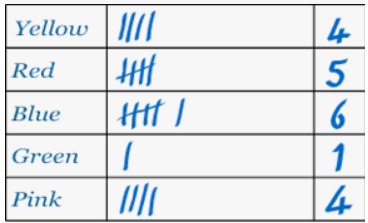 Yellow 4
Red 5
Blue 6
Green 1
Pink 4